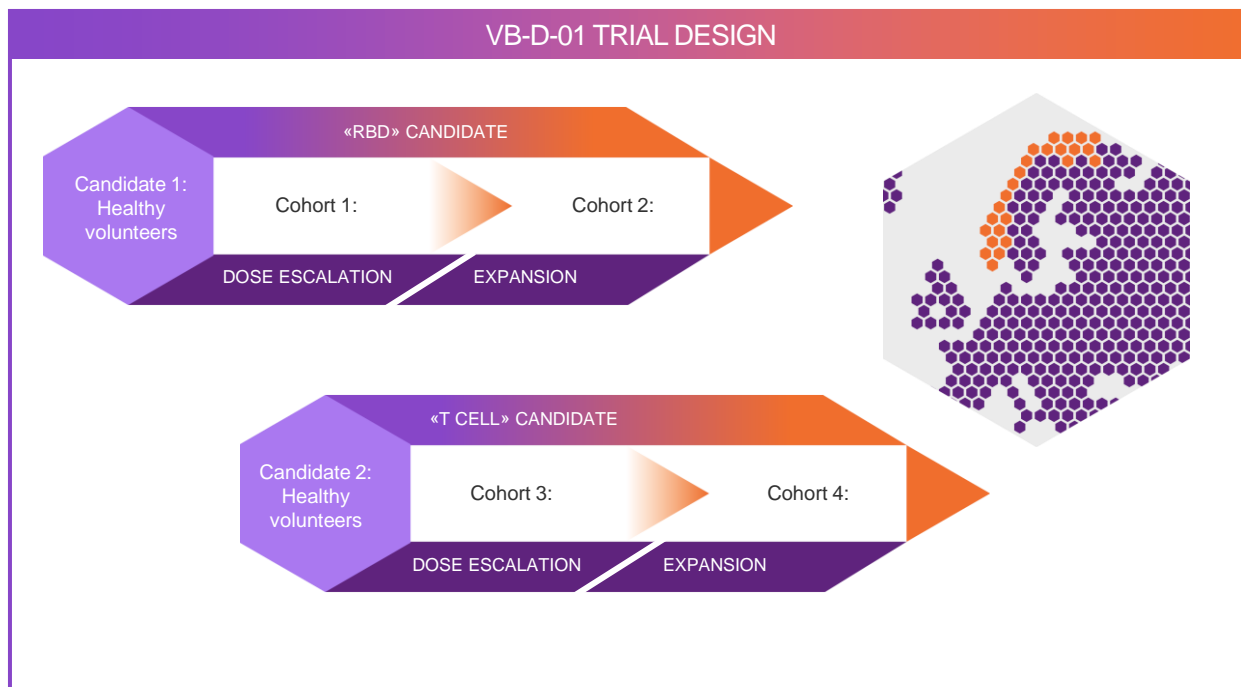 VB-D-01 TRIAL DESIGN
«RBD» CANDIDATE
Candidate 1:
Healthy
volunteers
Cohort 1:
Cohort 2:
DOSE ESCALATION
EXPANSION
«T CELL» CANDIDATE
Candidate 2:
Healthy
volunteers
Cohort 3:
Cohort 4:
DOSE ESCALATION
EXPANSION